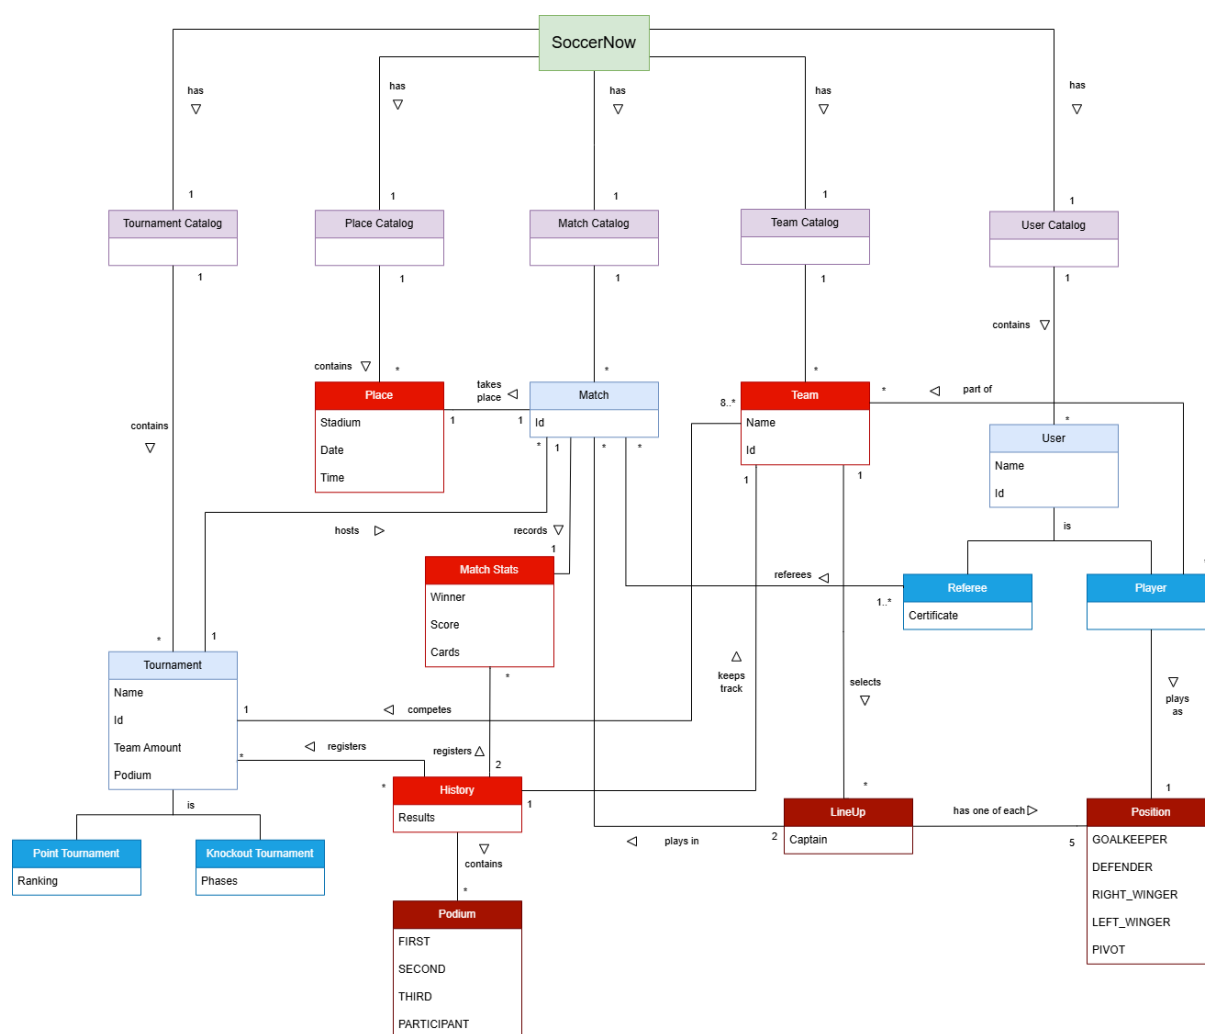 SoccerNow
has
has
has
has
has
1
1
1
1
1
Tournament Catalog
Place Catalog
Match Catalog
Team Catalog
User Catalog
1
1
1
1
1
contains
contains
contains
*
*
*
Place
Stadium
Date
Time
takes
place
1
1
Match
Id
*
1
*
*
8..*
Team
Name
Id
1
1
*
part of
*
User
Name
Id
is
hosts
records
1
Match Stats
Winner
Score
Cards
*
referees
1..*
Referee
Certificate
Player
*
1
Tournament
Name
Id
Team Amount
Podium
1
competes
keeps
track
selects
plays
as
*
registers
registers
2
*
History
Results
1
*
LineUp
Captain
2
plays in
has one of each
5
1
Position
GOALKEEPER
DEFENDER
RIGHT_WINGER
LEFT_WINGER
PIVOT
is
Point Tournament
Ranking
Knockout Tournament
Phases
contains
*
Podium
FIRST
SECOND
THIRD
PARTICIPANT